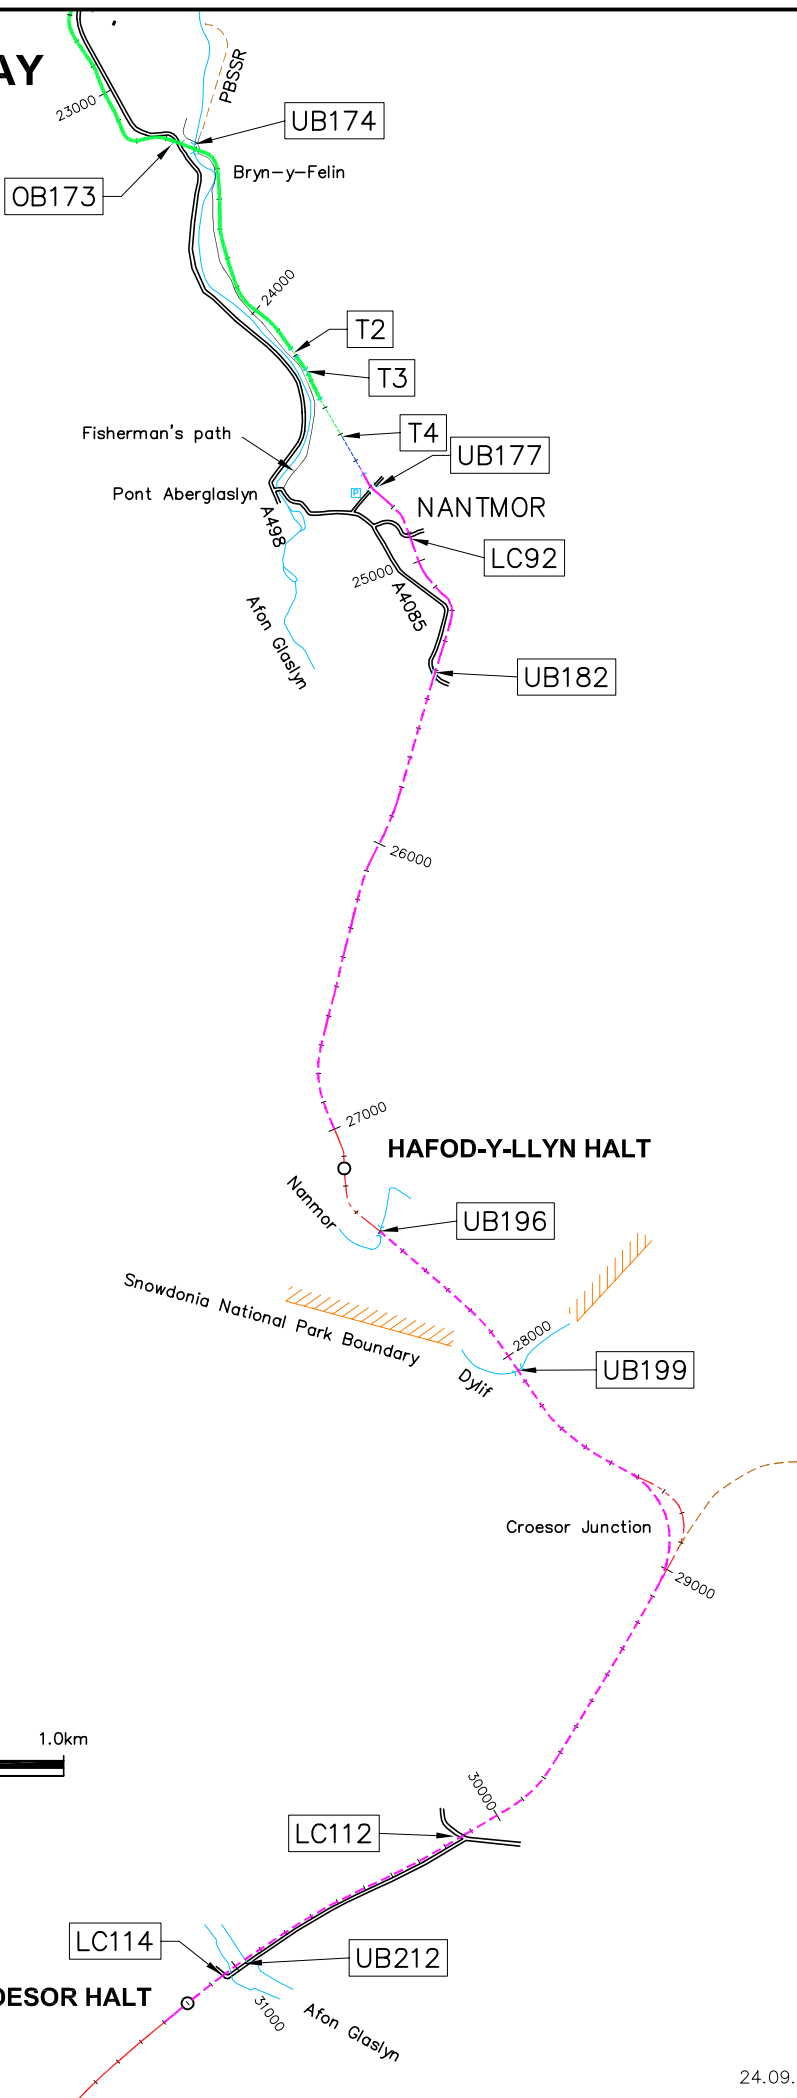 AY
PBSSR
23000
UB174
Bryn-y-Felin
OB173
24000
T2
T3
Fisherman's path
T4
UB177
P
Pont Aberglaslyn
NANTMOR
A498
LC92
25000
A4085
Afon Glaslyn
UB182
26000
27000
HAFOD-Y-LLYN HALT
Nanmor
UB196
Snowdonia National Park Boundary
28000
UB199
Dylif
Croesor Junction
29000
1.0km
30000
LC112
LC114
UB212
OESOR HALT
31000
Afon Glaslyn
24.09.